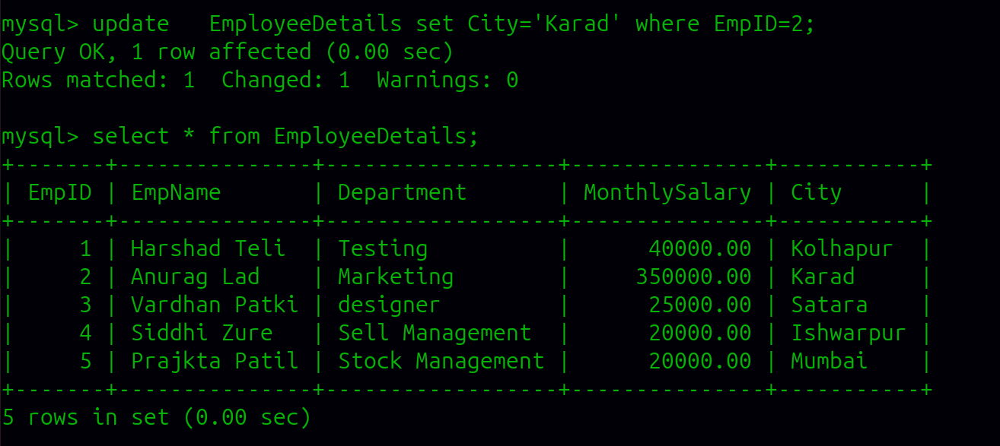 mysql> update   EmployeeDetails set City='Karad' where EmpID=2;
Query OK, 1 row affected (0.00 sec)
Rows matched: 1  Changed: 1  Warnings: 0

mysql> select * from EmployeeDetails;
+-------+---------------+------------------+---------------+-----------+
| EmpID | EmpName       | Department       | MonthlySalary | City      |
+-------+---------------+------------------+---------------+-----------+
|     1 | Harshad Teli  | Testing          |      40000.00 | Kolhapur  |
|     2 | Anurag Lad    | Marketing        |     350000.00 | Karad     |
|     3 | Vardhan Patki | designer         |      25000.00 | Satara    |
|     4 | Siddhi Zure   | Sell Management  |      20000.00 | Ishwarpur |
|     5 | Prajkta Patil | Stock Management |      20000.00 | Mumbai    |
+-------+---------------+------------------+---------------+-----------+
5 rows in set (0.00 sec)